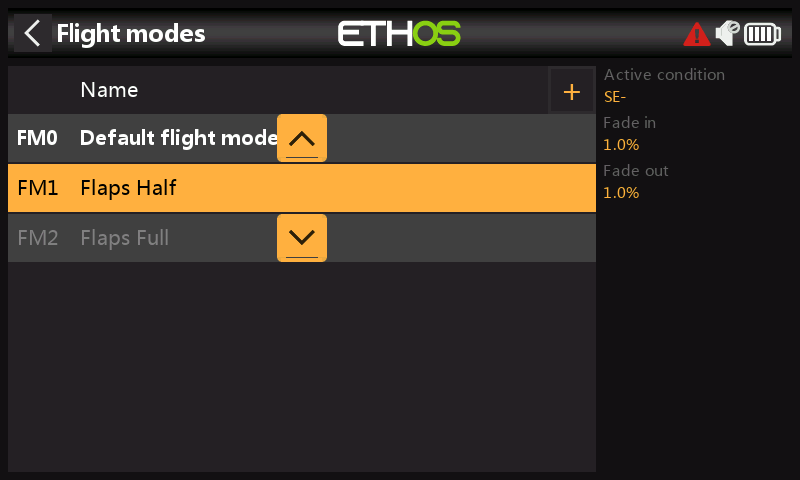 Flight modes
ETHOS
Name
+
FM0 Default flight mode
FM1 Flaps Half
FM2 Flaps Full
Active condition
SE-
Fade in
1.0%
Fade out
1.0%